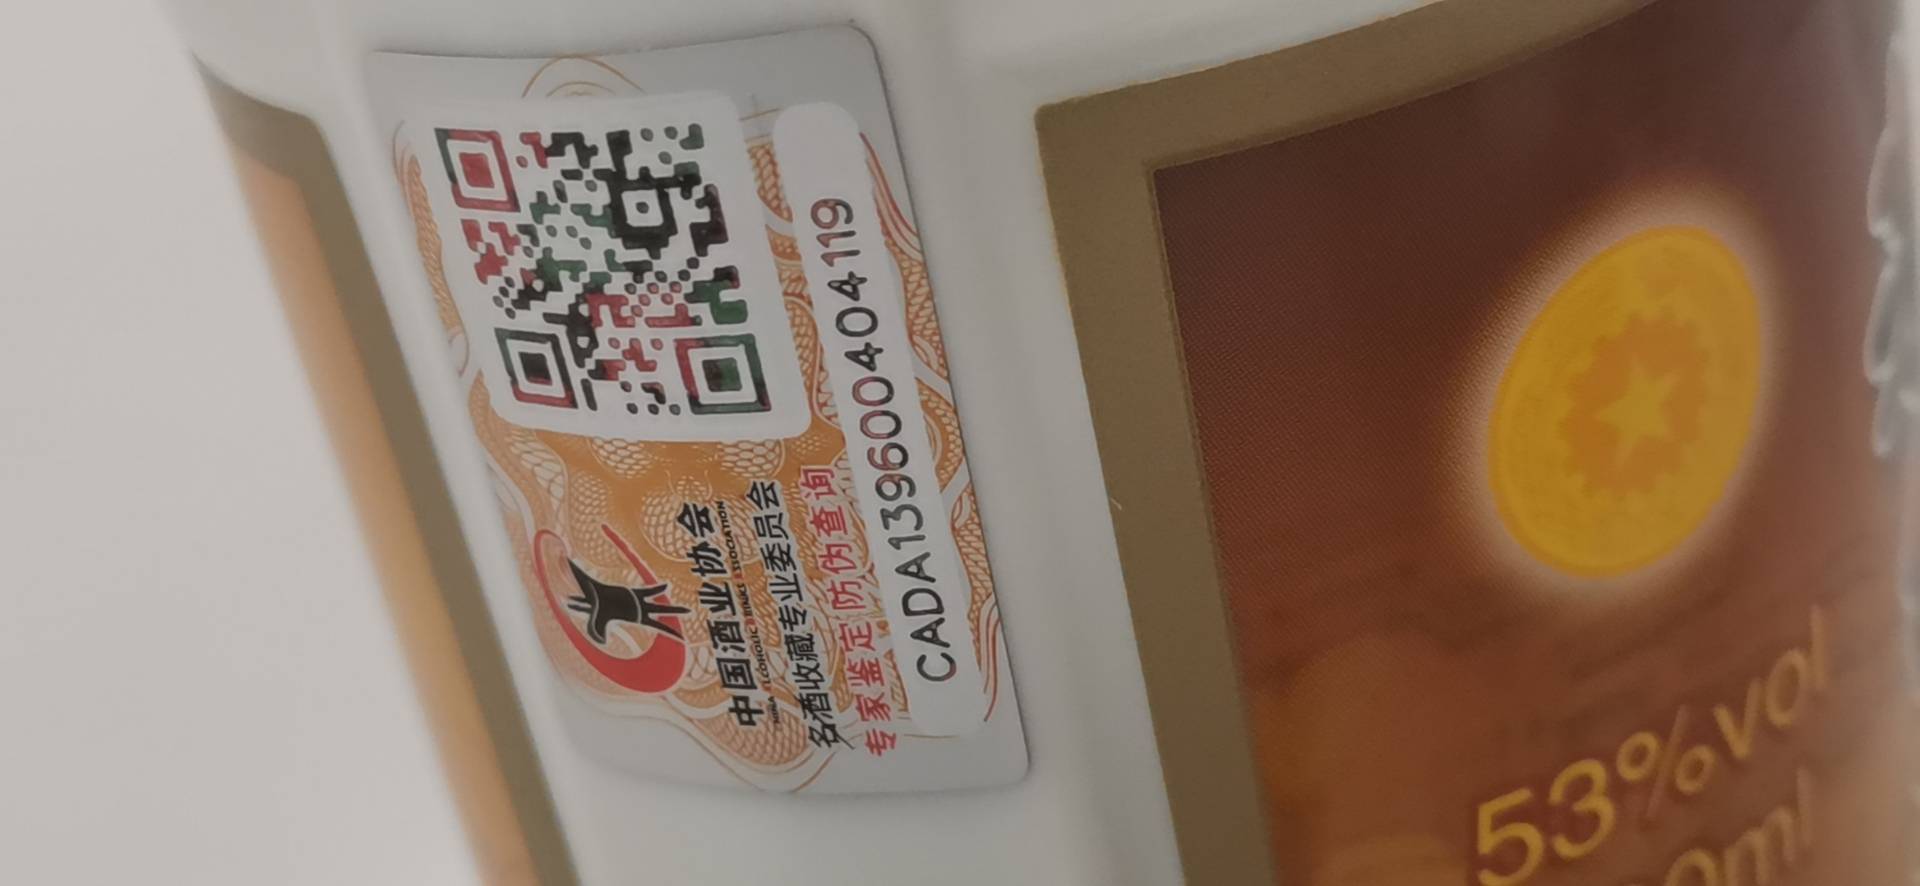 中国酒业协会
名酒收藏专业委员会
专家鉴定 防伪查询
CADA139600404119
53%vol